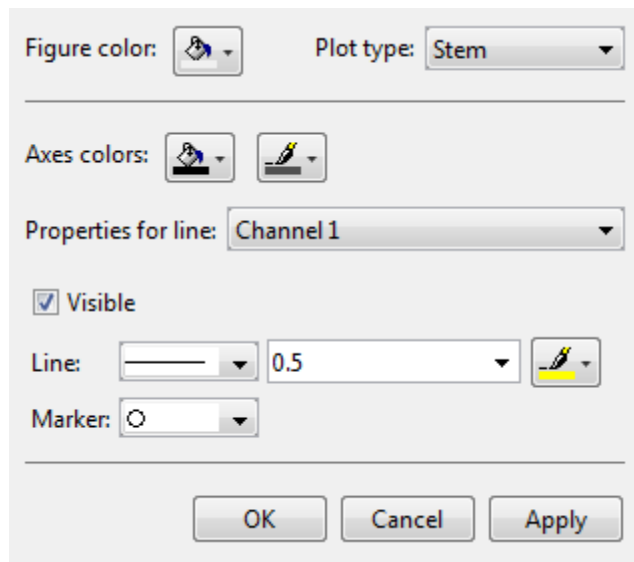 Figure color: Plot type: Stem
Axes colors:
Properties for line: Channel 1
Visible
Line: 0.5
Marker:
OK Cancel Apply